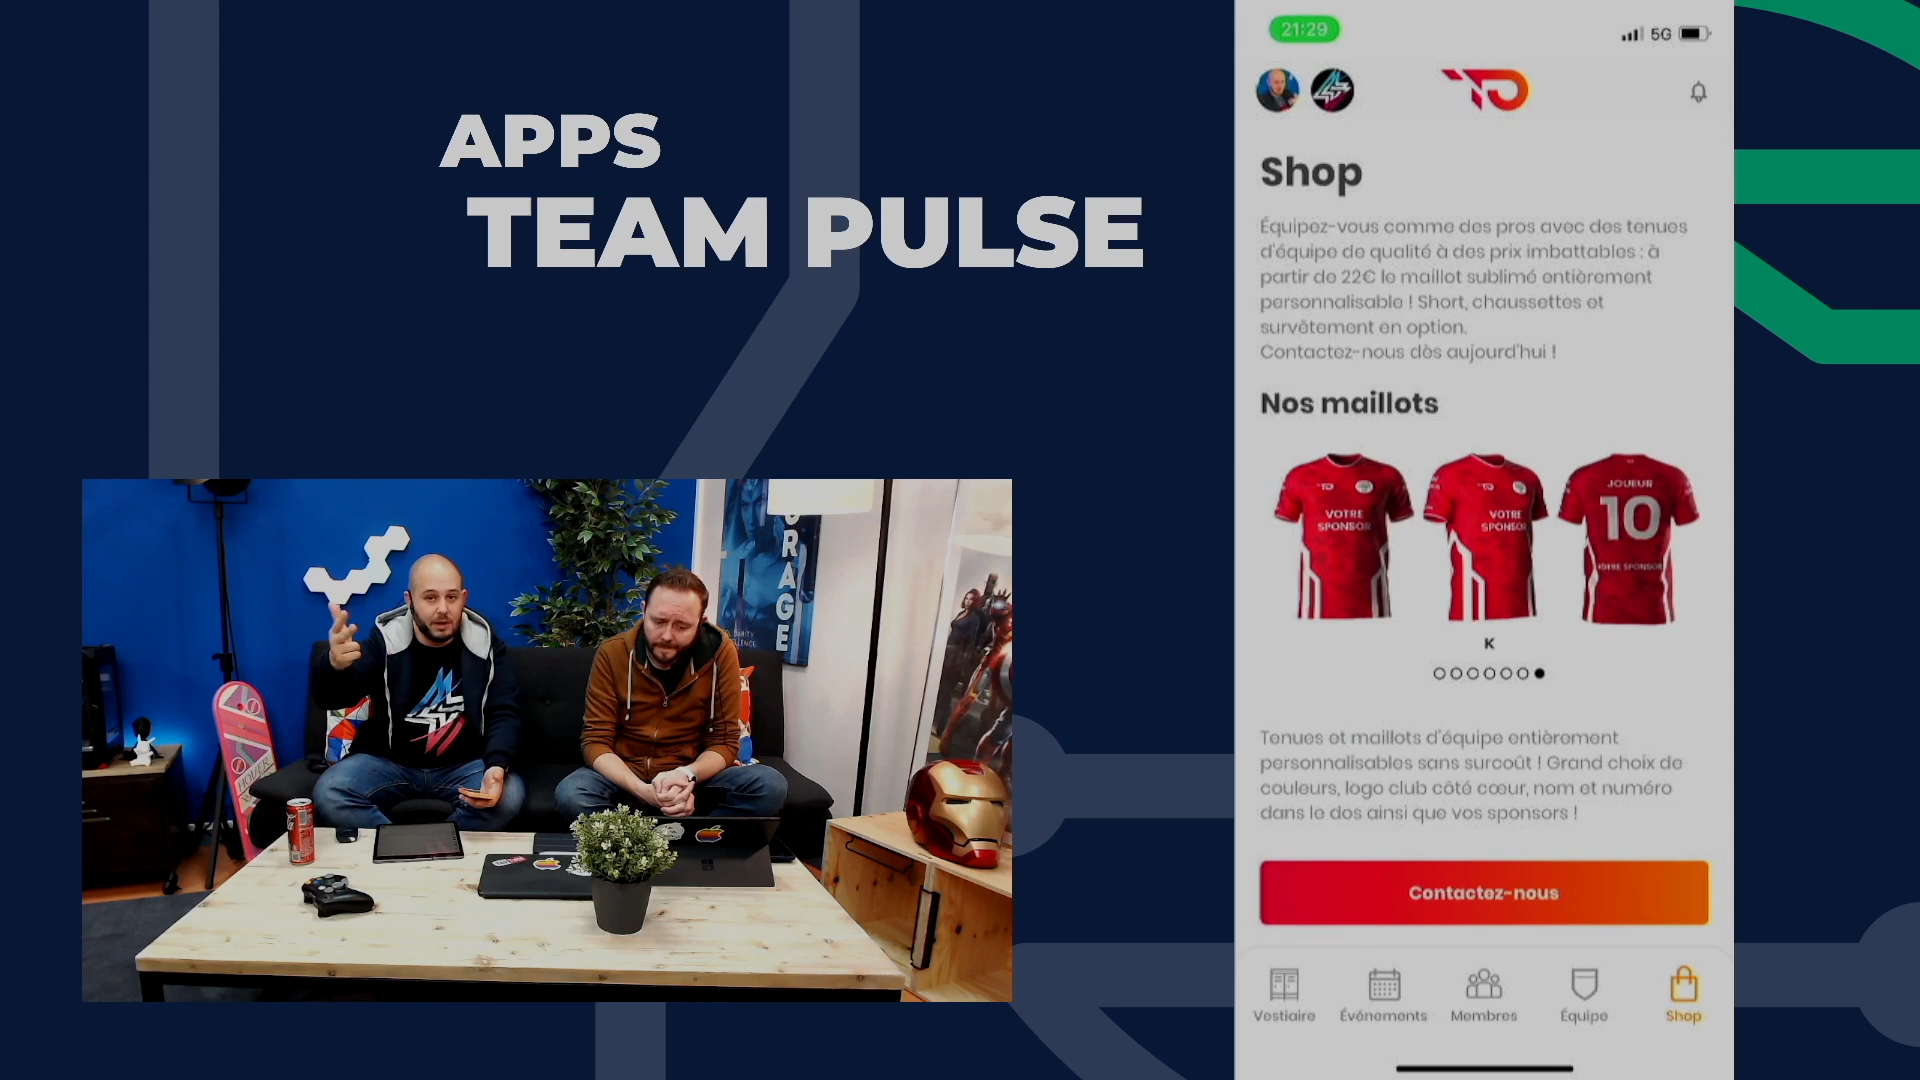 APPS
TEAM PULSE
21:29
5G
Shop
Équipez-vous comme des pros avec des tenues
d'équipe de qualité à des prix imbattables : à
partir de 22€ le maillot sublimé entièrement
personnalisable ! Short, chaussettes et
survêtement en option.
Contactez-nous dès aujourd'hui !
Nos maillots
VOTRE
SPONSOR
VOTRE
SPONSOR
JOUEUR
10
VOTRE SPONSOR
K
Tenues et maillots d'équipe entièrement
personnalisables sans surcoût ! Grand choix de
couleurs, logo club côté cœur, nom et numéro
dans le dos ainsi que vos sponsors !
Contactez-nous
Vestiaire
Événements
Membres
Équipe
Shop
RAGE
HOVER